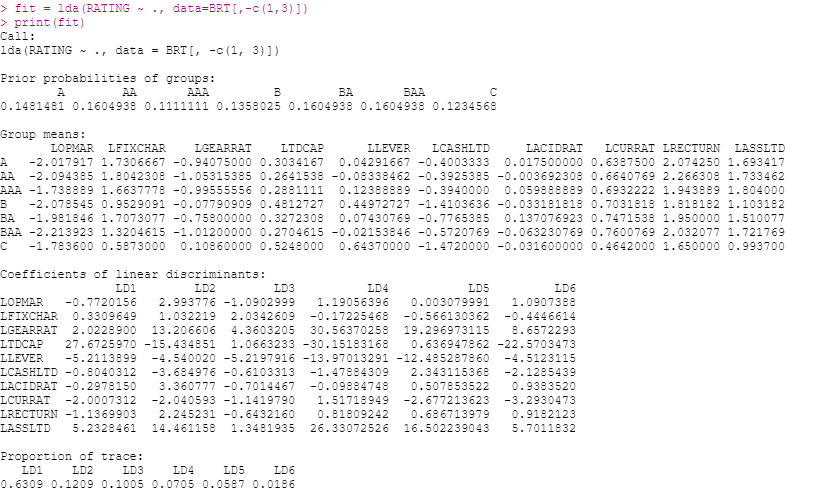 > fit = lda(RATING ~ ., data=BRT[,-c(1,3)])
> print(fit)
Call:
lda(RATING ~ ., data = BRT[, -c(1, 3)])
Prior probabilities of groups:
A AA AAA B BA BAA C
0.1481481 0.1604938 0.1111111 0.1358025 0.1604938 0.1604938 0.1234568
Group means:
LOPMAR LFIXCHAR LGEARRAT LTDCAP LLEVER LCASHLTD LACIDRAT LCURRAT LRECTURN LASSLTD
A -2.017917 1.7306667 -0.94075000 0.3034167 0.04291667 -0.4003333 0.017500000 0.6387500 2.074250 1.693417
AA -2.094385 1.8042308 -1.05315385 0.2641538 -0.08338462 -0.3925385 -0.003692308 0.6640769 2.266308 1.733462
AAA -1.738889 1.6637778 -0.99555556 0.2881111 0.12388889 -0.3940000 0.059888889 0.6932222 1.943889 1.804000
B -2.078545 0.9529091 -0.07790909 0.4812727 0.44972727 -1.4103636 -0.033181818 0.7031818 1.818182 1.103182
BA -1.981846 1.7073077 -0.75800000 0.3272308 0.07430769 -0.7765385 0.137076923 0.7471538 1.950000 1.510077
BAA -2.213923 1.3204615 -1.01200000 0.2704615 -0.02153846 -0.5720769 -0.063230769 0.7600769 2.032077 1.721769
C -1.783600 0.5873000 0.10860000 0.5248000 0.64370000 -1.4720000 -0.031600000 0.4642000 1.650000 0.993700
Coefficients of linear discriminants:
LD1 LD2 LD3 LD4 LD5 LD6
LOPMAR -0.7720156 2.993776 -1.0902999 1.19056396 0.003079991 1.0907388
LFIXCHAR 0.3309649 1.032219 2.0342609 -0.17225468 -0.566130362 -0.4446614
LGEARRAT 2.0228900 13.206606 4.3603205 30.56370258 19.296973115 8.6572293
LTDCAP 27.6725970 -15.434851 1.0663233 -30.15183168 0.636947862 -22.5703473
LLEVER -5.2113899 -4.540020 -5.2197916 -13.97013291 -12.485287860 -4.5123115
LCASHLTD -0.8040312 -3.684976 -0.6103313 -1.47884309 2.343115368 -2.1285439
LACIDRAT -0.2978150 3.360777 -0.7014467 -0.09884748 0.507853522 0.9383520
LCURRAT -2.0007312 -2.040593 -1.1419790 1.51718949 -2.677213623 -3.2930473
LRECTURN -1.1369903 2.245231 -0.6432160 0.81809242 0.686713979 0.9182123
LASSLTD 5.2328461 14.461158 1.3481935 26.33072526 16.502239043 5.7011832
Proportion of trace:
LD1 LD2 LD3 LD4 LD5 LD6
0.6309 0.1209 0.1005 0.0705 0.0587 0.0186